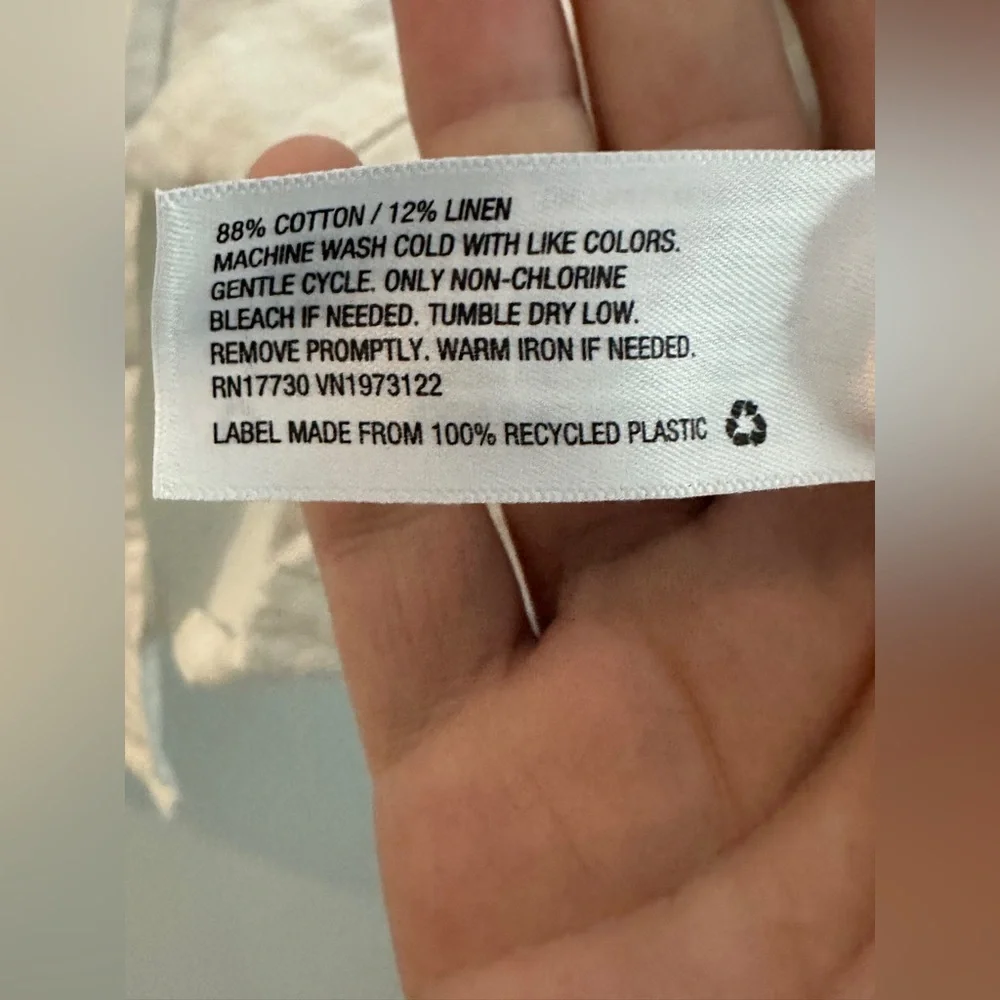 88% COTTON / 12% LINEN
MACHINE WASH COLD WITH LIKE COLORS.
GENTLE CYCLE. ONLY NON-CHLORINE
BLEACH IF NEEDED. TUMBLE DRY LOW.
REMOVE PROMPTLY. WARM IRON IF NEEDED.
RN17730 VN1973122
LABEL MADE FROM 100% RECYCLED PLASTIC